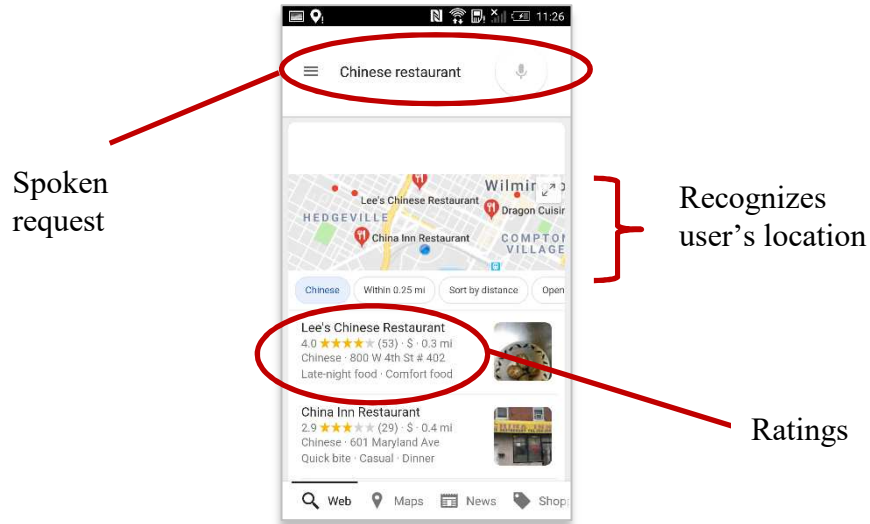 11:26
Chinese restaurant
Spoken
request
Wilmin
Lee's Chinese Restaurant
Dragon Cuisin
HEDGEVILLE
China Inn Restaurant
COMPTON
VILLAGE
Recognizes
user's location
Chinese
Within 0.25 mi
Sort by distance
Open
Lee's Chinese Restaurant
4.0 ★★★★★ (53) · $ · 0.3 mi
Chinese · 800 W 4th St # 402
Late-night food · Comfort food
China Inn Restaurant
2.9 ★★★★★ (29) · $ · 0.4 mi
Chinese · 601 Maryland Ave
Quick bite · Casual · Dinner
CHINA INN
Ratings
Web
Maps
News
Shop